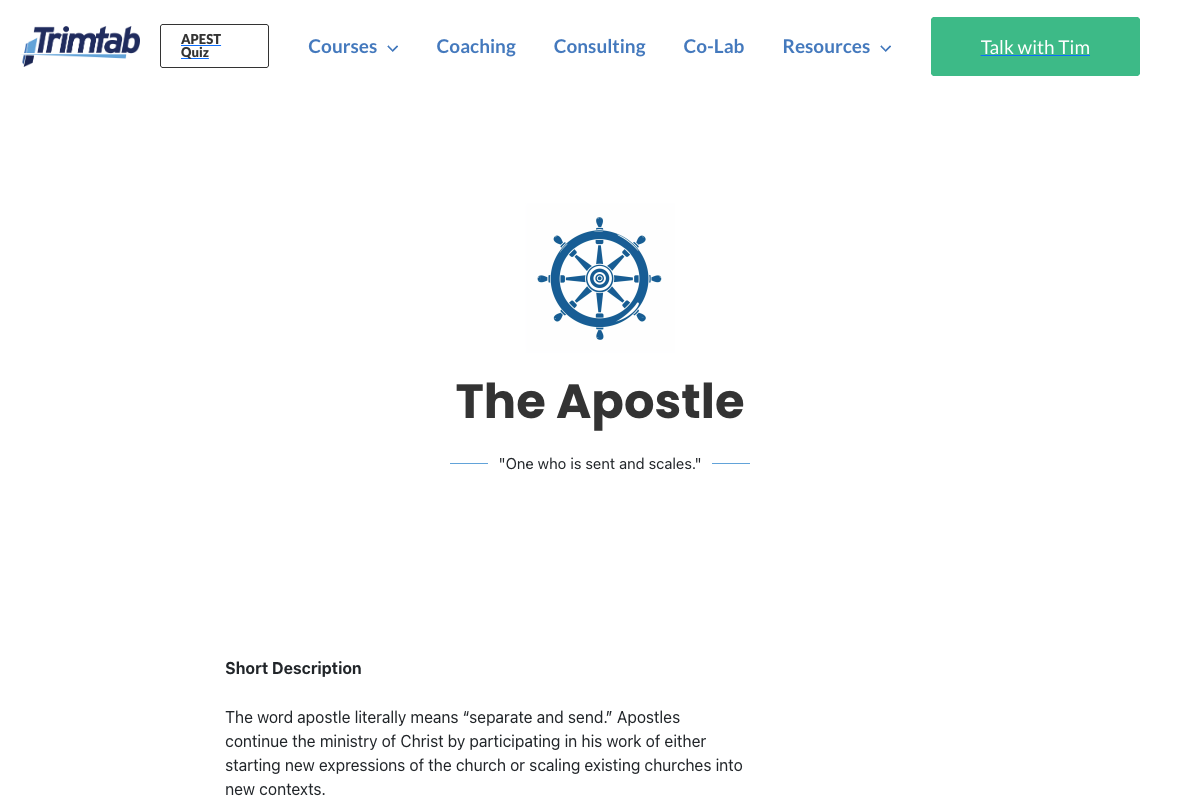 Trimtab
APEST
Quiz
Courses
Coaching
Consulting
Co-Lab
Resources
Talk with Tim
The Apostle
"One who is sent and scales."
Short Description
The word apostle literally means “separate and send.” Apostles
continue the ministry of Christ by participating in his work of either
starting new expressions of the church or scaling existing churches into
new contexts.